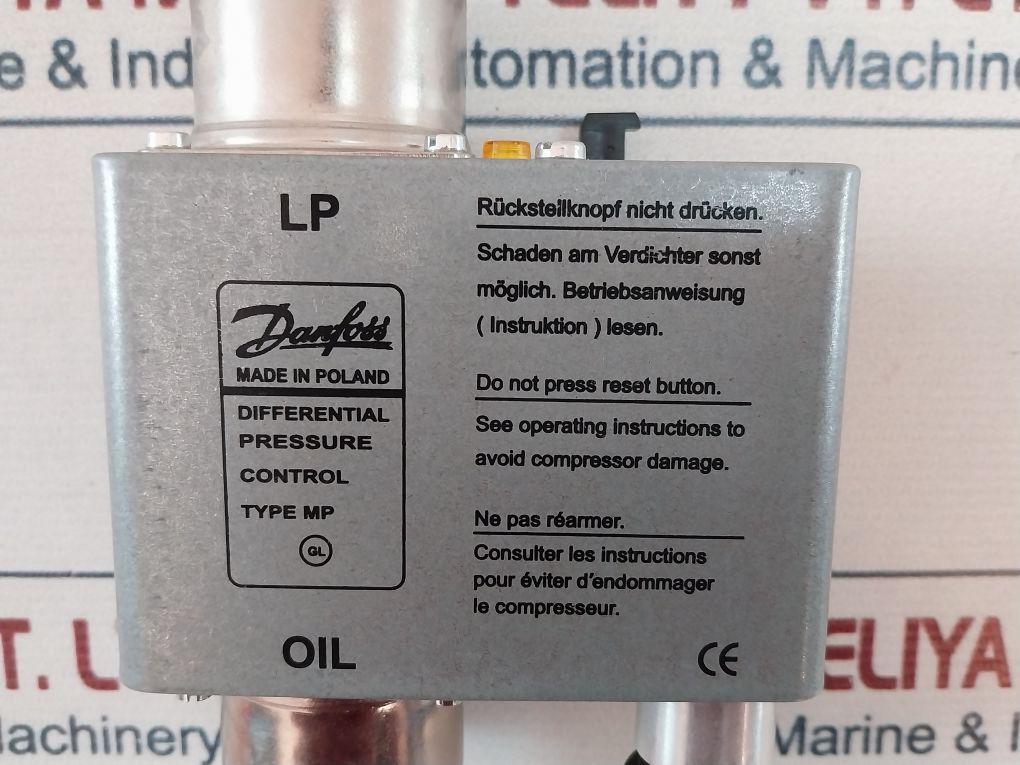 e & Ind
tomation & Machine
LP
Danfoss
MADE IN POLAND
DIFFERENTIAL
PRESSURE
CONTROL
TYPE MP
GL
OIL
Rückstellknopf nicht drücken.
Schaden am Verdichter sonst
möglich. Betriebsanweisung
( Instruktion ) lesen.
Do not press reset button.
See operating instructions to
avoid compressor damage.
Ne pas réarmer.
Consulter les instructions
pour éviter d'endommager
le compresseur.
CE
T. L
ELIYA
achinery
Marine & I